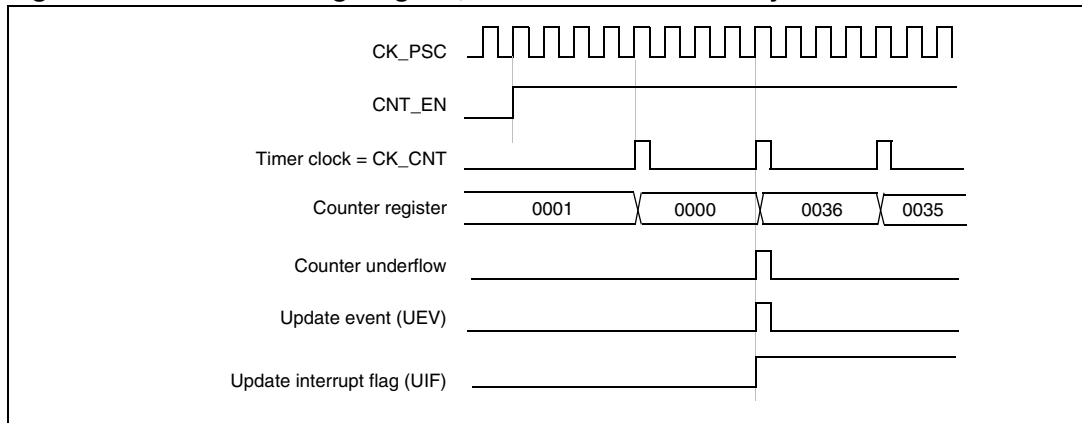 CK_PSC
CNT_EN
Timer clock = CK_CNT
Counter register
0001 0000 0036 0035
Counter underflow
Update event (UEV)
Update interrupt flag (UIF)